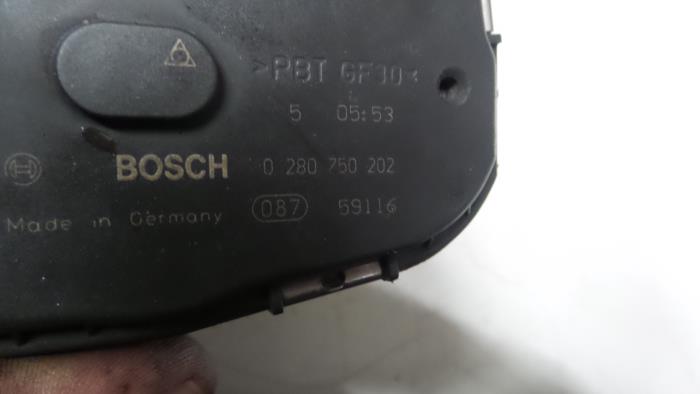 >PBT GF30<
5 05:53
BOSCH 0 280 750 202
Made in Germany 087 59116